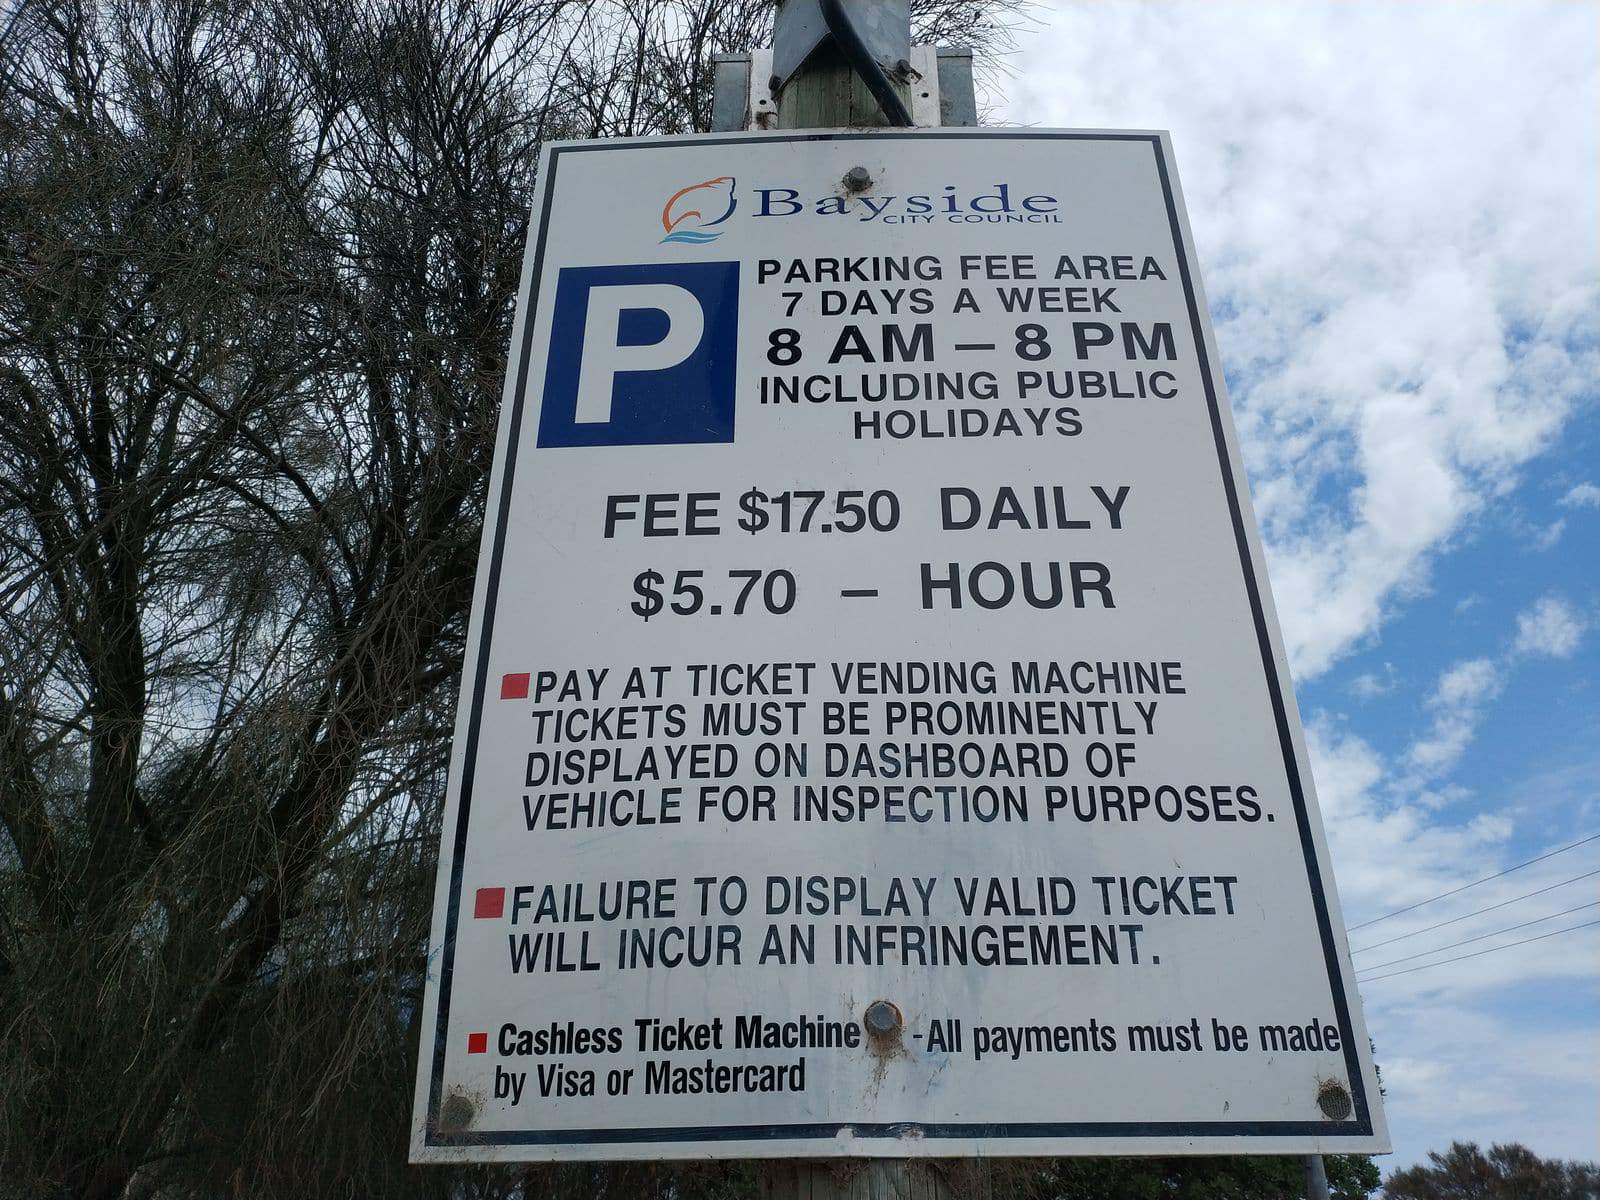 Bayside
CITY COUNCIL
P
PARKING FEE AREA
7 DAYS A WEEK
8 AM – 8 PM
INCLUDING PUBLIC
HOLIDAYS
FEE $17.50 DAILY
$5.70 – HOUR
PAY AT TICKET VENDING MACHINE
TICKETS MUST BE PROMINENTLY
DISPLAYED ON DASHBOARD OF
VEHICLE FOR INSPECTION PURPOSES.
FAILURE TO DISPLAY VALID TICKET
WILL INCUR AN INFRINGEMENT.
Cashless Ticket Machine -All payments must be made
by Visa or Mastercard